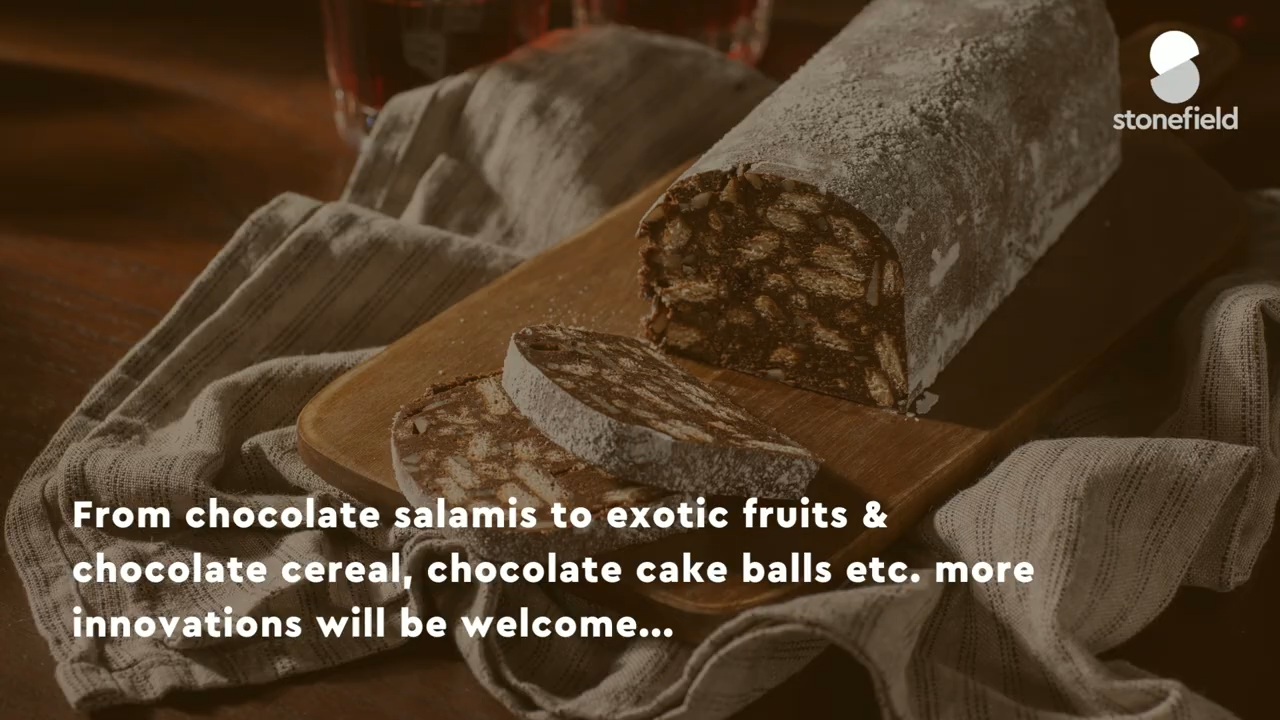 stonefield
From chocolate salamis to exotic fruits &
chocolate cereal, chocolate cake balls etc. more
innovations will be welcome...